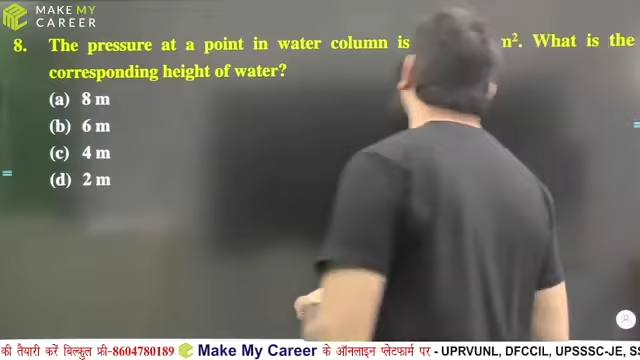 MAKE MY
CAREER
8. The pressure at a point in water column is m². What is the
corresponding height of water?
(a) 8 m
(b) 6 m
(c) 4 m
(d) 2 m
की तैयारी करें बिल्कुल फ्री-8604780189 Make My Career के ऑनलाइन प्लेटफार्म पर - UPRVUNL, DFCCIL, UPSSSC-JE, SS